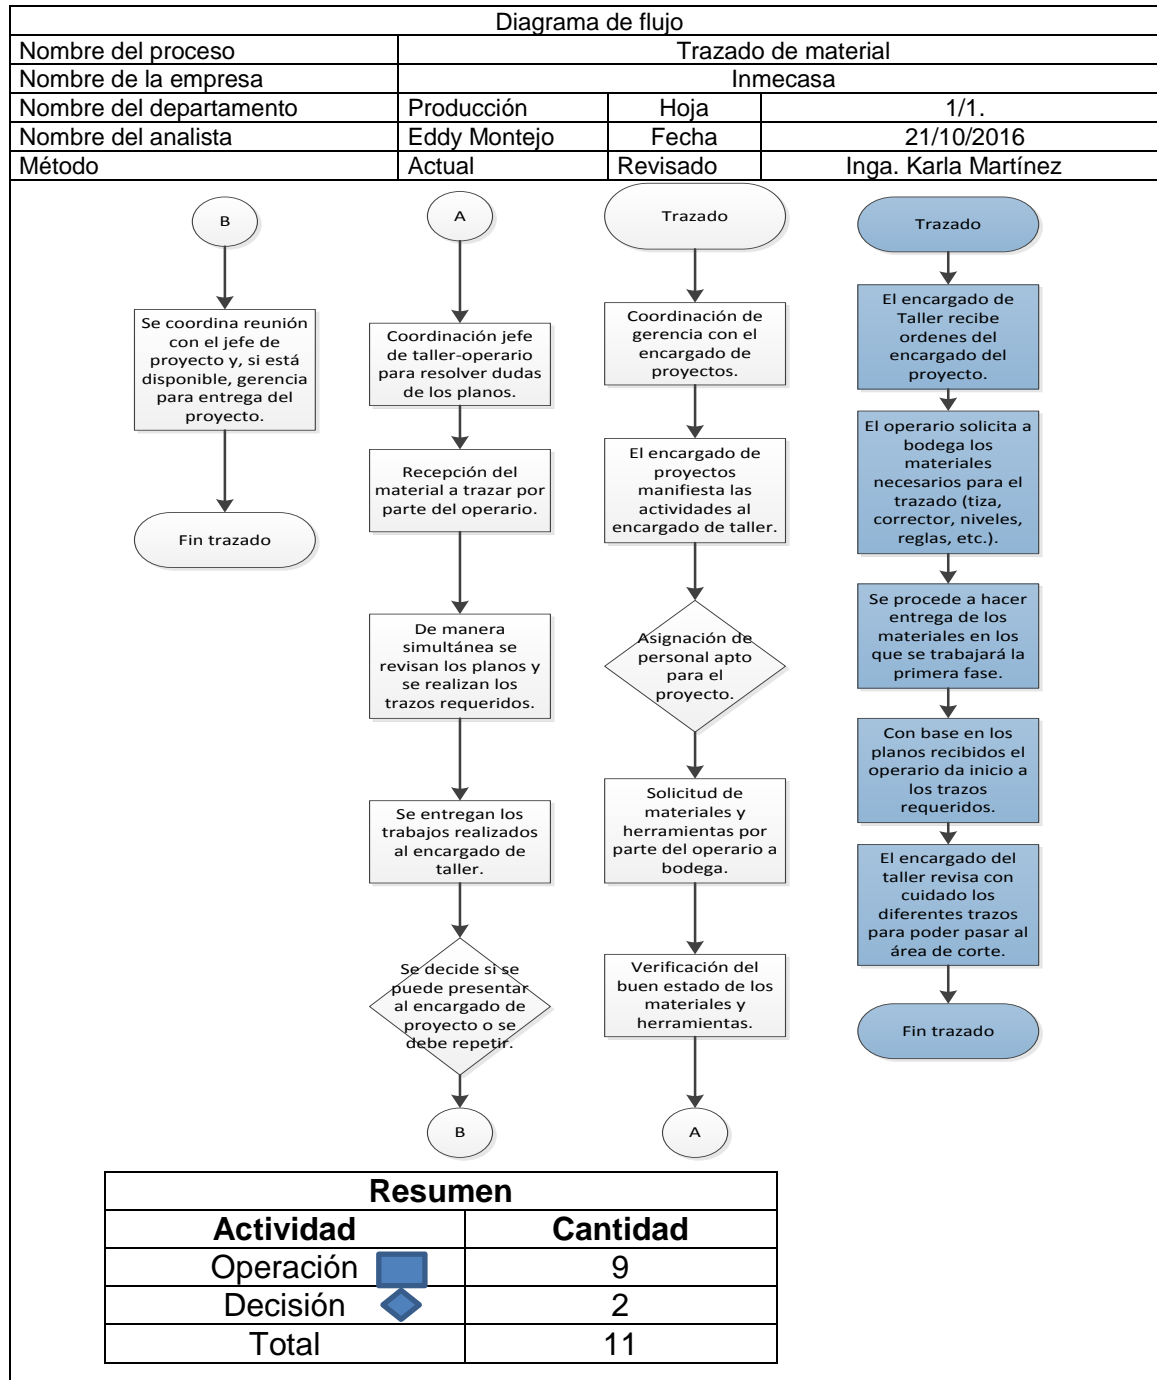 Diagrama de flujo
Nombre del proceso Trazado de material
Nombre de la empresa Inmecasa
Nombre del departamento Producción Hoja 1/1.
Nombre del analista Eddy Montejo Fecha 21/10/2016
Método Actual Revisado Inga. Karla Martínez
B
Se coordina reunión
con el jefe de
proyecto y, si está
disponible, gerencia
para entrega del
proyecto.
Fin trazado
A
Coordinación jefe
de taller-operario
para resolver dudas
de los planos.
Recepción del
material a trazar por
parte del operario.
De manera
simultánea se
revisan los planos y
se realizan los
trazos requeridos.
Se entregan los
trabajos realizados
al encargado de
taller.
Se decide si se
puede presentar
al encargado de
proyecto o se
debe repetir.
B
Trazado
Coordinación de
gerencia con el
encargado de
proyectos.
El encargado de
proyectos
manifiesta las
actividades al
encargado de taller.
Asignación de
personal apto
para el
proyecto.
Solicitud de
materiales y
herramientas por
parte del operario a
bodega.
Verificación del
buen estado de los
materiales y
herramientas.
A
Trazado
El encargado de
Taller recibe
ordenes del
encargado del
proyecto.
El operario solicita a
bodega los
materiales
necesarios para el
trazado (tiza,
corrector, niveles,
reglas, etc.).
Se procede a hacer
entrega de los
materiales en los
que se trabajará la
primera fase.
Con base en los
planos recibidos el
operario da inicio a
los trazos
requeridos.
El encargado del
taller revisa con
cuidado los
diferentes trazos
para poder pasar al
área de corte.
Fin trazado
Resumen
Actividad Cantidad
Operación 9
Decisión 2
Total 11